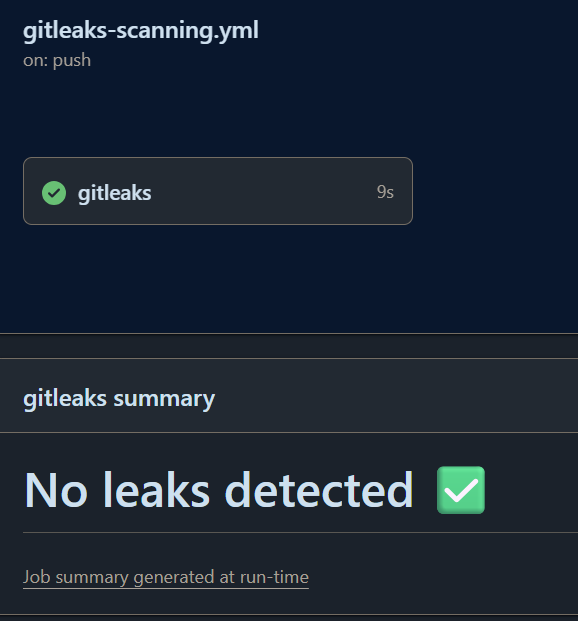 gitleaks-scanning.yml
on: push
gitleaks 9s
gitleaks summary
No leaks detected ✅
Job summary generated at run-time